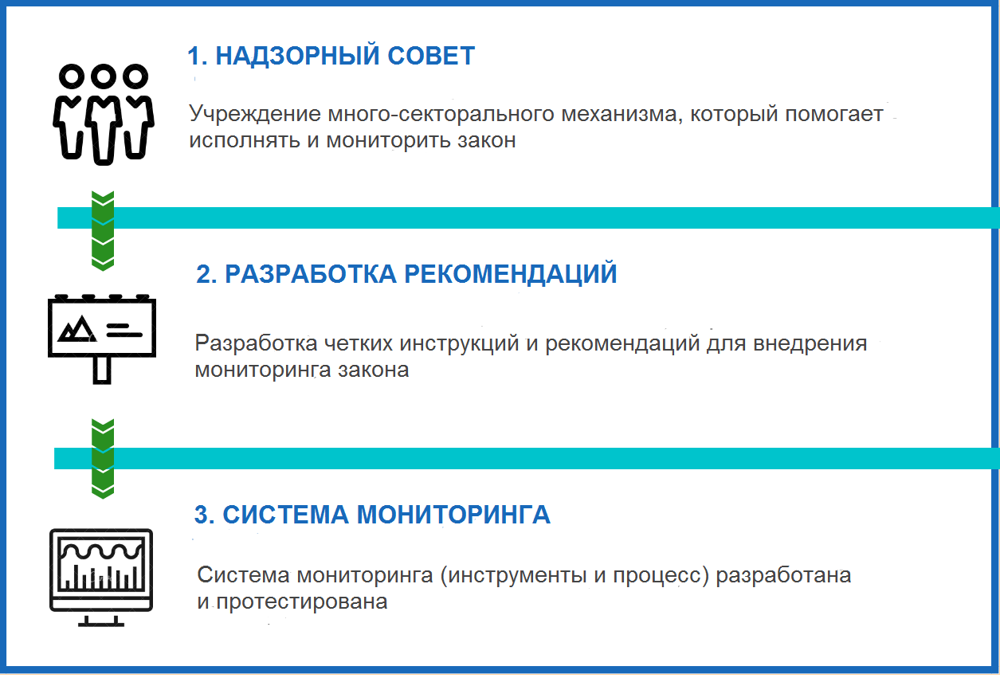 1. НАДЗОРНЫЙ СОВЕТ
Учреждение много-секторального механизма, который помогает
исполнять и мониторить закон
2. РАЗРАБОТКА РЕКОМЕНДАЦИЙ
Разработка четких инструкций и рекомендаций для внедрения
мониторинга закона
3. СИСТЕМА МОНИТОРИНГА
Система мониторинга (инструменты и процесс) разработана
и протестирована